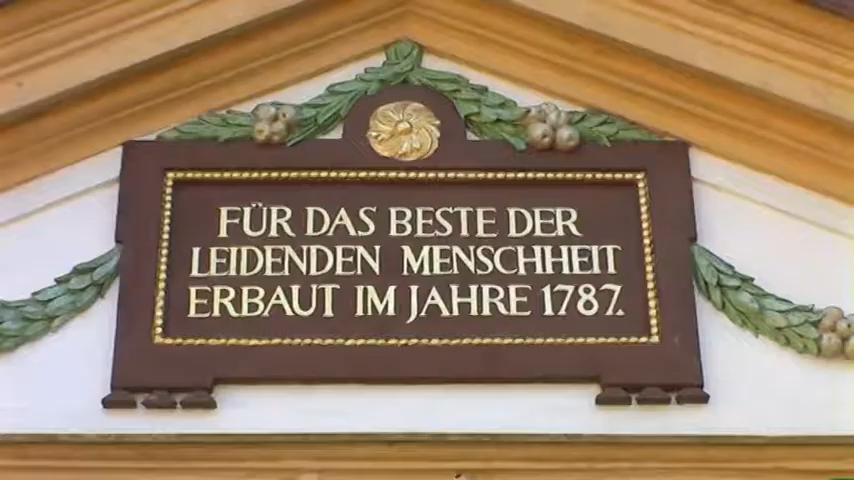 FÜR DAS BESTE DER
LEIDENDEN MENSCHHEIT
ERBAUT IM JAHRE 1787.